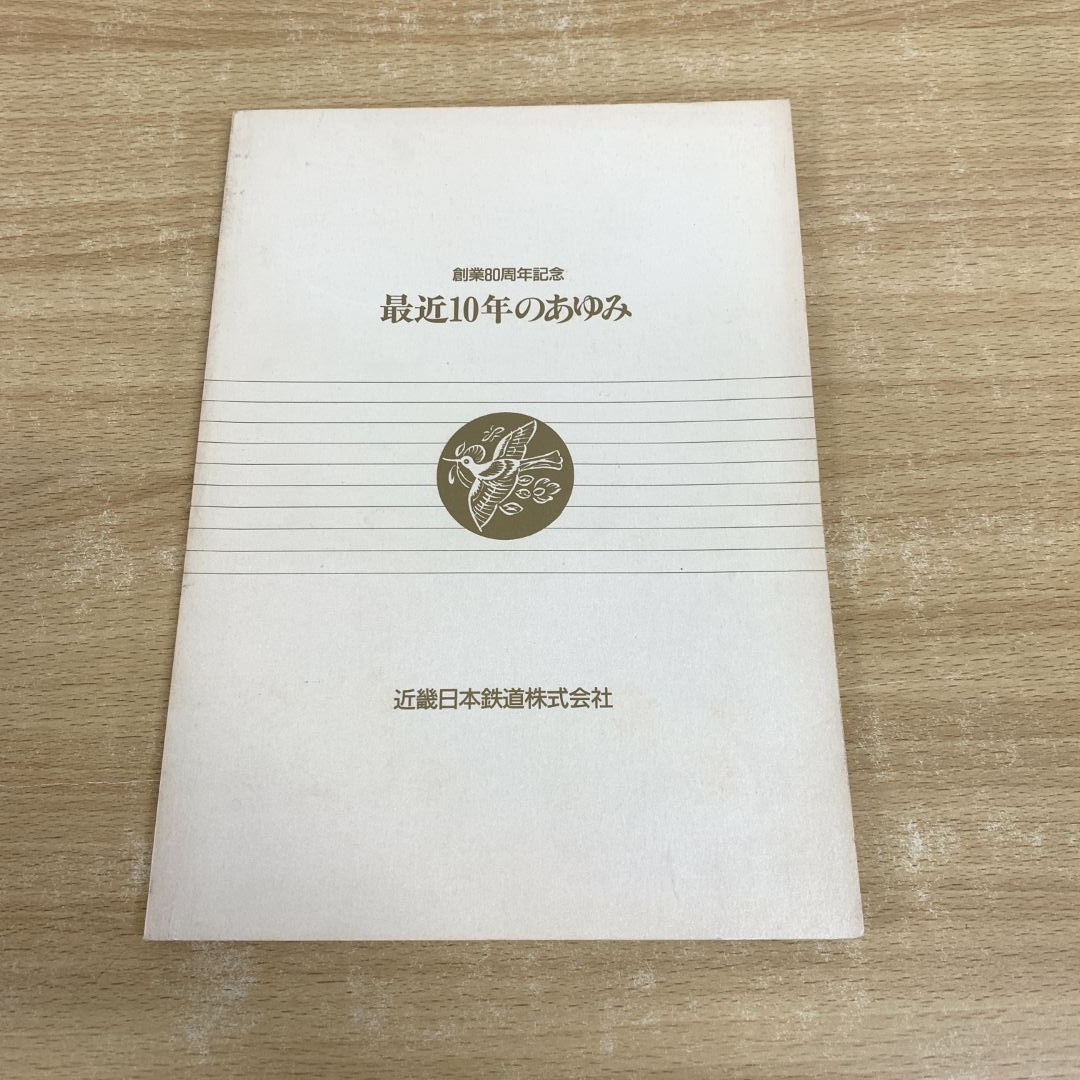 創業80周年記念
最近10年のあゆみ
近畿日本鉄道株式会社